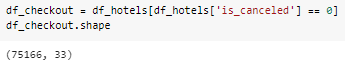 df_checkout = df_hotels[df_hotels['is_canceled'] == 0]
df_checkout.shape
(75166, 33)